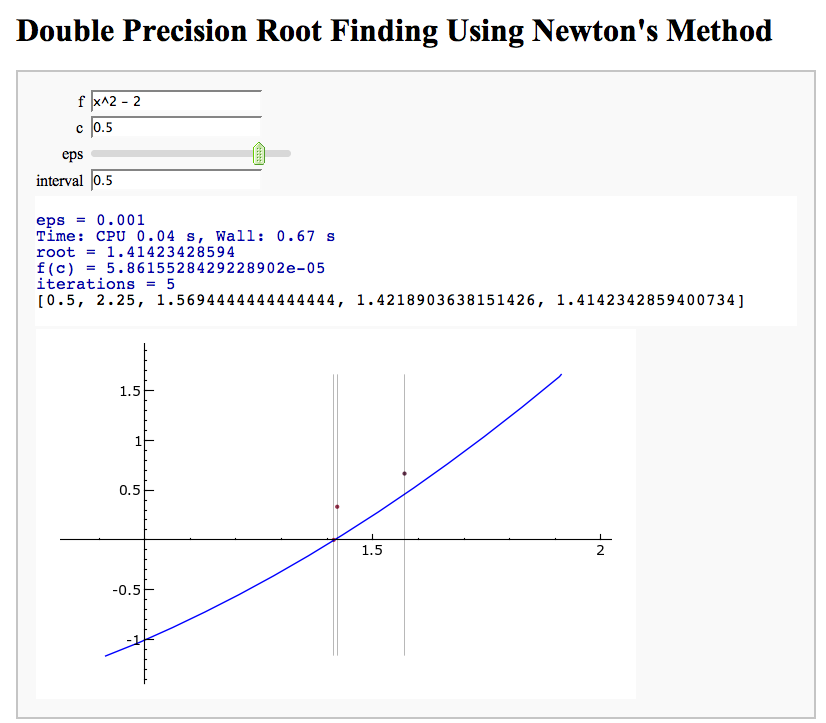 Double Precision Root Finding Using Newton's Method
f x^2 - 2
c 0.5
eps
interval 0.5
eps = 0.001
Time: CPU 0.04 s, Wall: 0.67 s
root = 1.41423428594
f(c) = 5.8615528429228902e-05
iterations = 5
[0.5, 2.25, 1.5694444444444444, 1.4218903638151426, 1.4142342859400734]
1.5
1
0.5
1.5 2
-0.5
-1